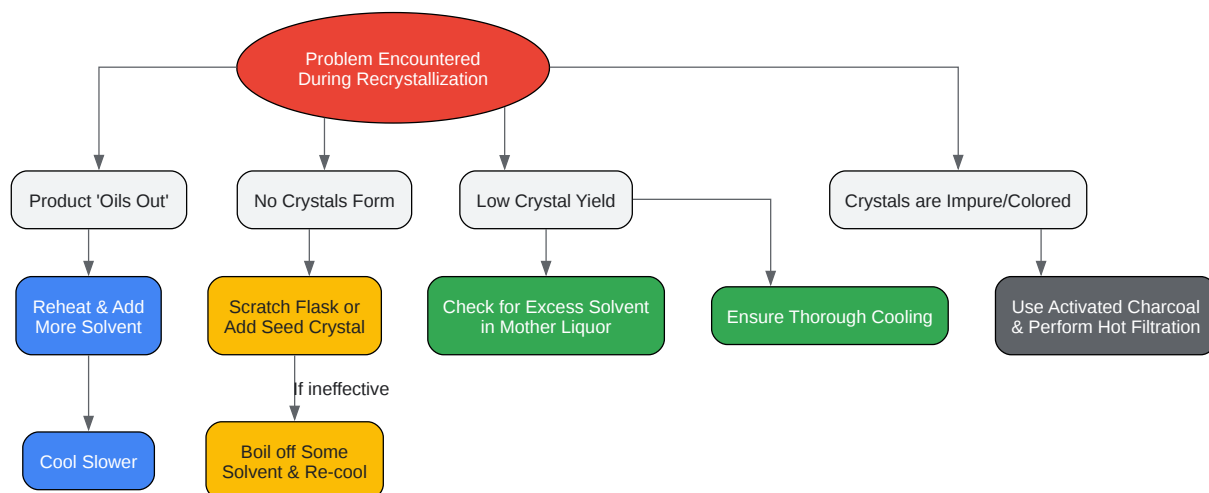 Problem Encountered
During Recrystallization
Product 'Oils Out'
No Crystals Form
Low Crystal Yield
Crystals are Impure/Colored
Reheat & Add
More Solvent
Scratch Flask or
Add Seed Crystal
Check for Excess Solvent
in Mother Liquor
Ensure Thorough Cooling
Use Activated Charcoal
& Perform Hot Filtration
If ineffective
Cool Slower
Boil off Some
Solvent & Re-cool